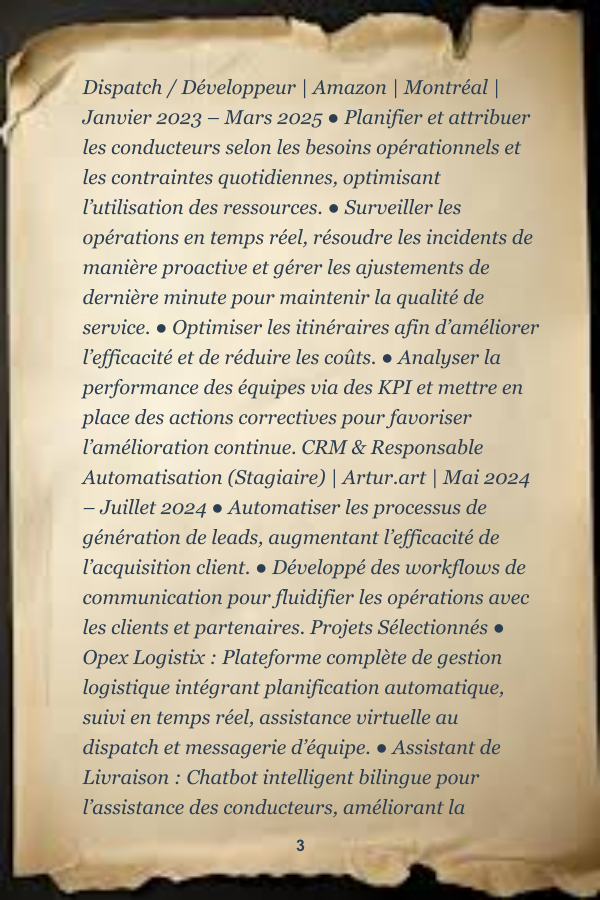 Dispatch / Développeur | Amazon | Montréal |
Janvier 2023 – Mars 2025 ● Planifier et attribuer
les conducteurs selon les besoins opérationnels et
les contraintes quotidiennes, optimisant
l’utilisation des ressources. ● Surveiller les
opérations en temps réel, résoudre les incidents de
manière proactive et gérer les ajustements de
dernière minute pour maintenir la qualité de
service. ● Optimiser les itinéraires afin d’améliorer
l’efficacité et de réduire les coûts. ● Analyser la
performance des équipes via des KPI et mettre en
place des actions correctives pour favoriser
l’amélioration continue. CRM & Responsable
Automatisation (Stagiaire) | Artur.art | Mai 2024
– Juillet 2024 ● Automatiser les processus de
génération de leads, augmentant l’efficacité de
l’acquisition client. ● Développé des workflows de
communication pour fluidifier les opérations avec
les clients et partenaires. Projets Sélectionnés ●
Opex Logistix : Plateforme complète de gestion
logistique intégrant planification automatique,
suivi en temps réel, assistance virtuelle au
dispatch et messagerie d’équipe. ● Assistant de
Livraison : Chatbot intelligent bilingue pour
l’assistance des conducteurs, améliorant la
3